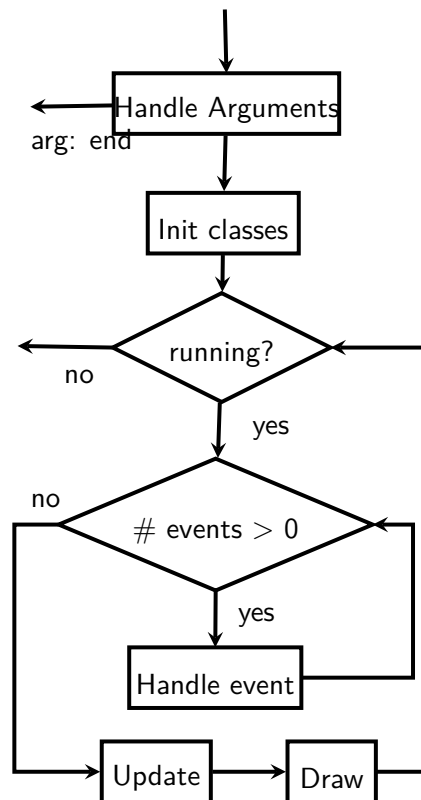 Handle Arguments
arg: end
Init classes
running?
no
yes
no
# events > 0
yes
Handle event
Update
Draw